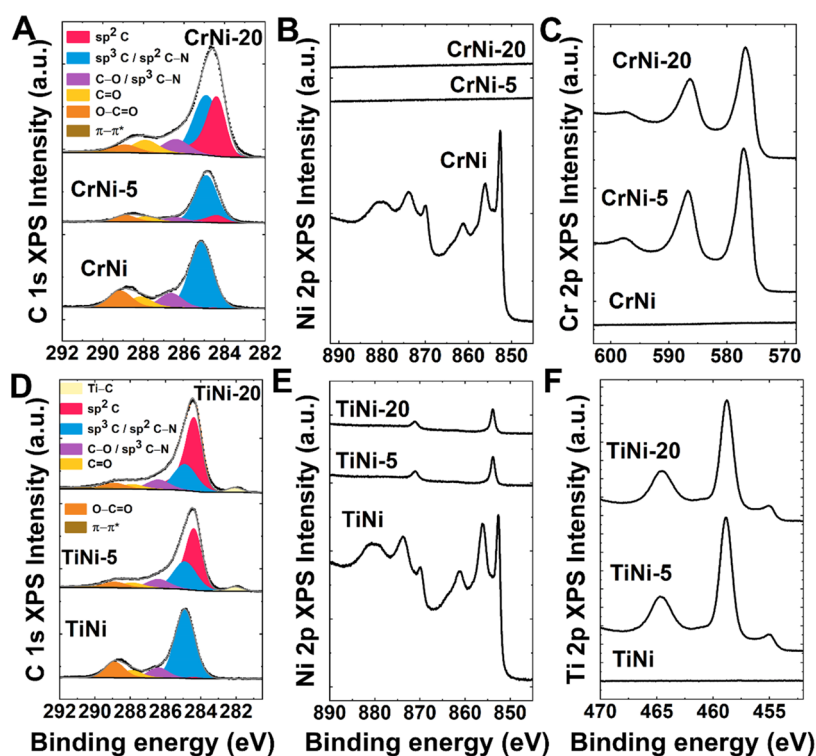 A
CrNi-20
sp² C
sp³ C / sp² C–N
C–O / sp³ C–N
C=O
O–C=O
π–π*
CrNi-5
CrNi
C 1s XPS Intensity (a.u.)
292 290 288 286 284 282
B
CrNi-20
CrNi-5
CrNi
Ni 2p XPS Intensity (a.u.)
890 880 870 860 850
C
CrNi-20
CrNi-5
CrNi
Cr 2p XPS Intensity (a.u.)
600 590 580 570
D
Ti–C
TiNi-20
sp² C
sp³ C / sp² C–N
C–O / sp³ C–N
C=O
O–C=O
π–π*
TiNi-5
TiNi
C 1s XPS Intensity (a.u.)
292 290 288 286 284 282
Binding energy (eV)
E
TiNi-20
TiNi-5
TiNi
Ni 2p XPS Intensity (a.u.)
890 880 870 860 850
Binding energy (eV)
F
TiNi-20
TiNi-5
TiNi
Ti 2p XPS Intensity (a.u.)
470 465 460 455
Binding energy (eV)